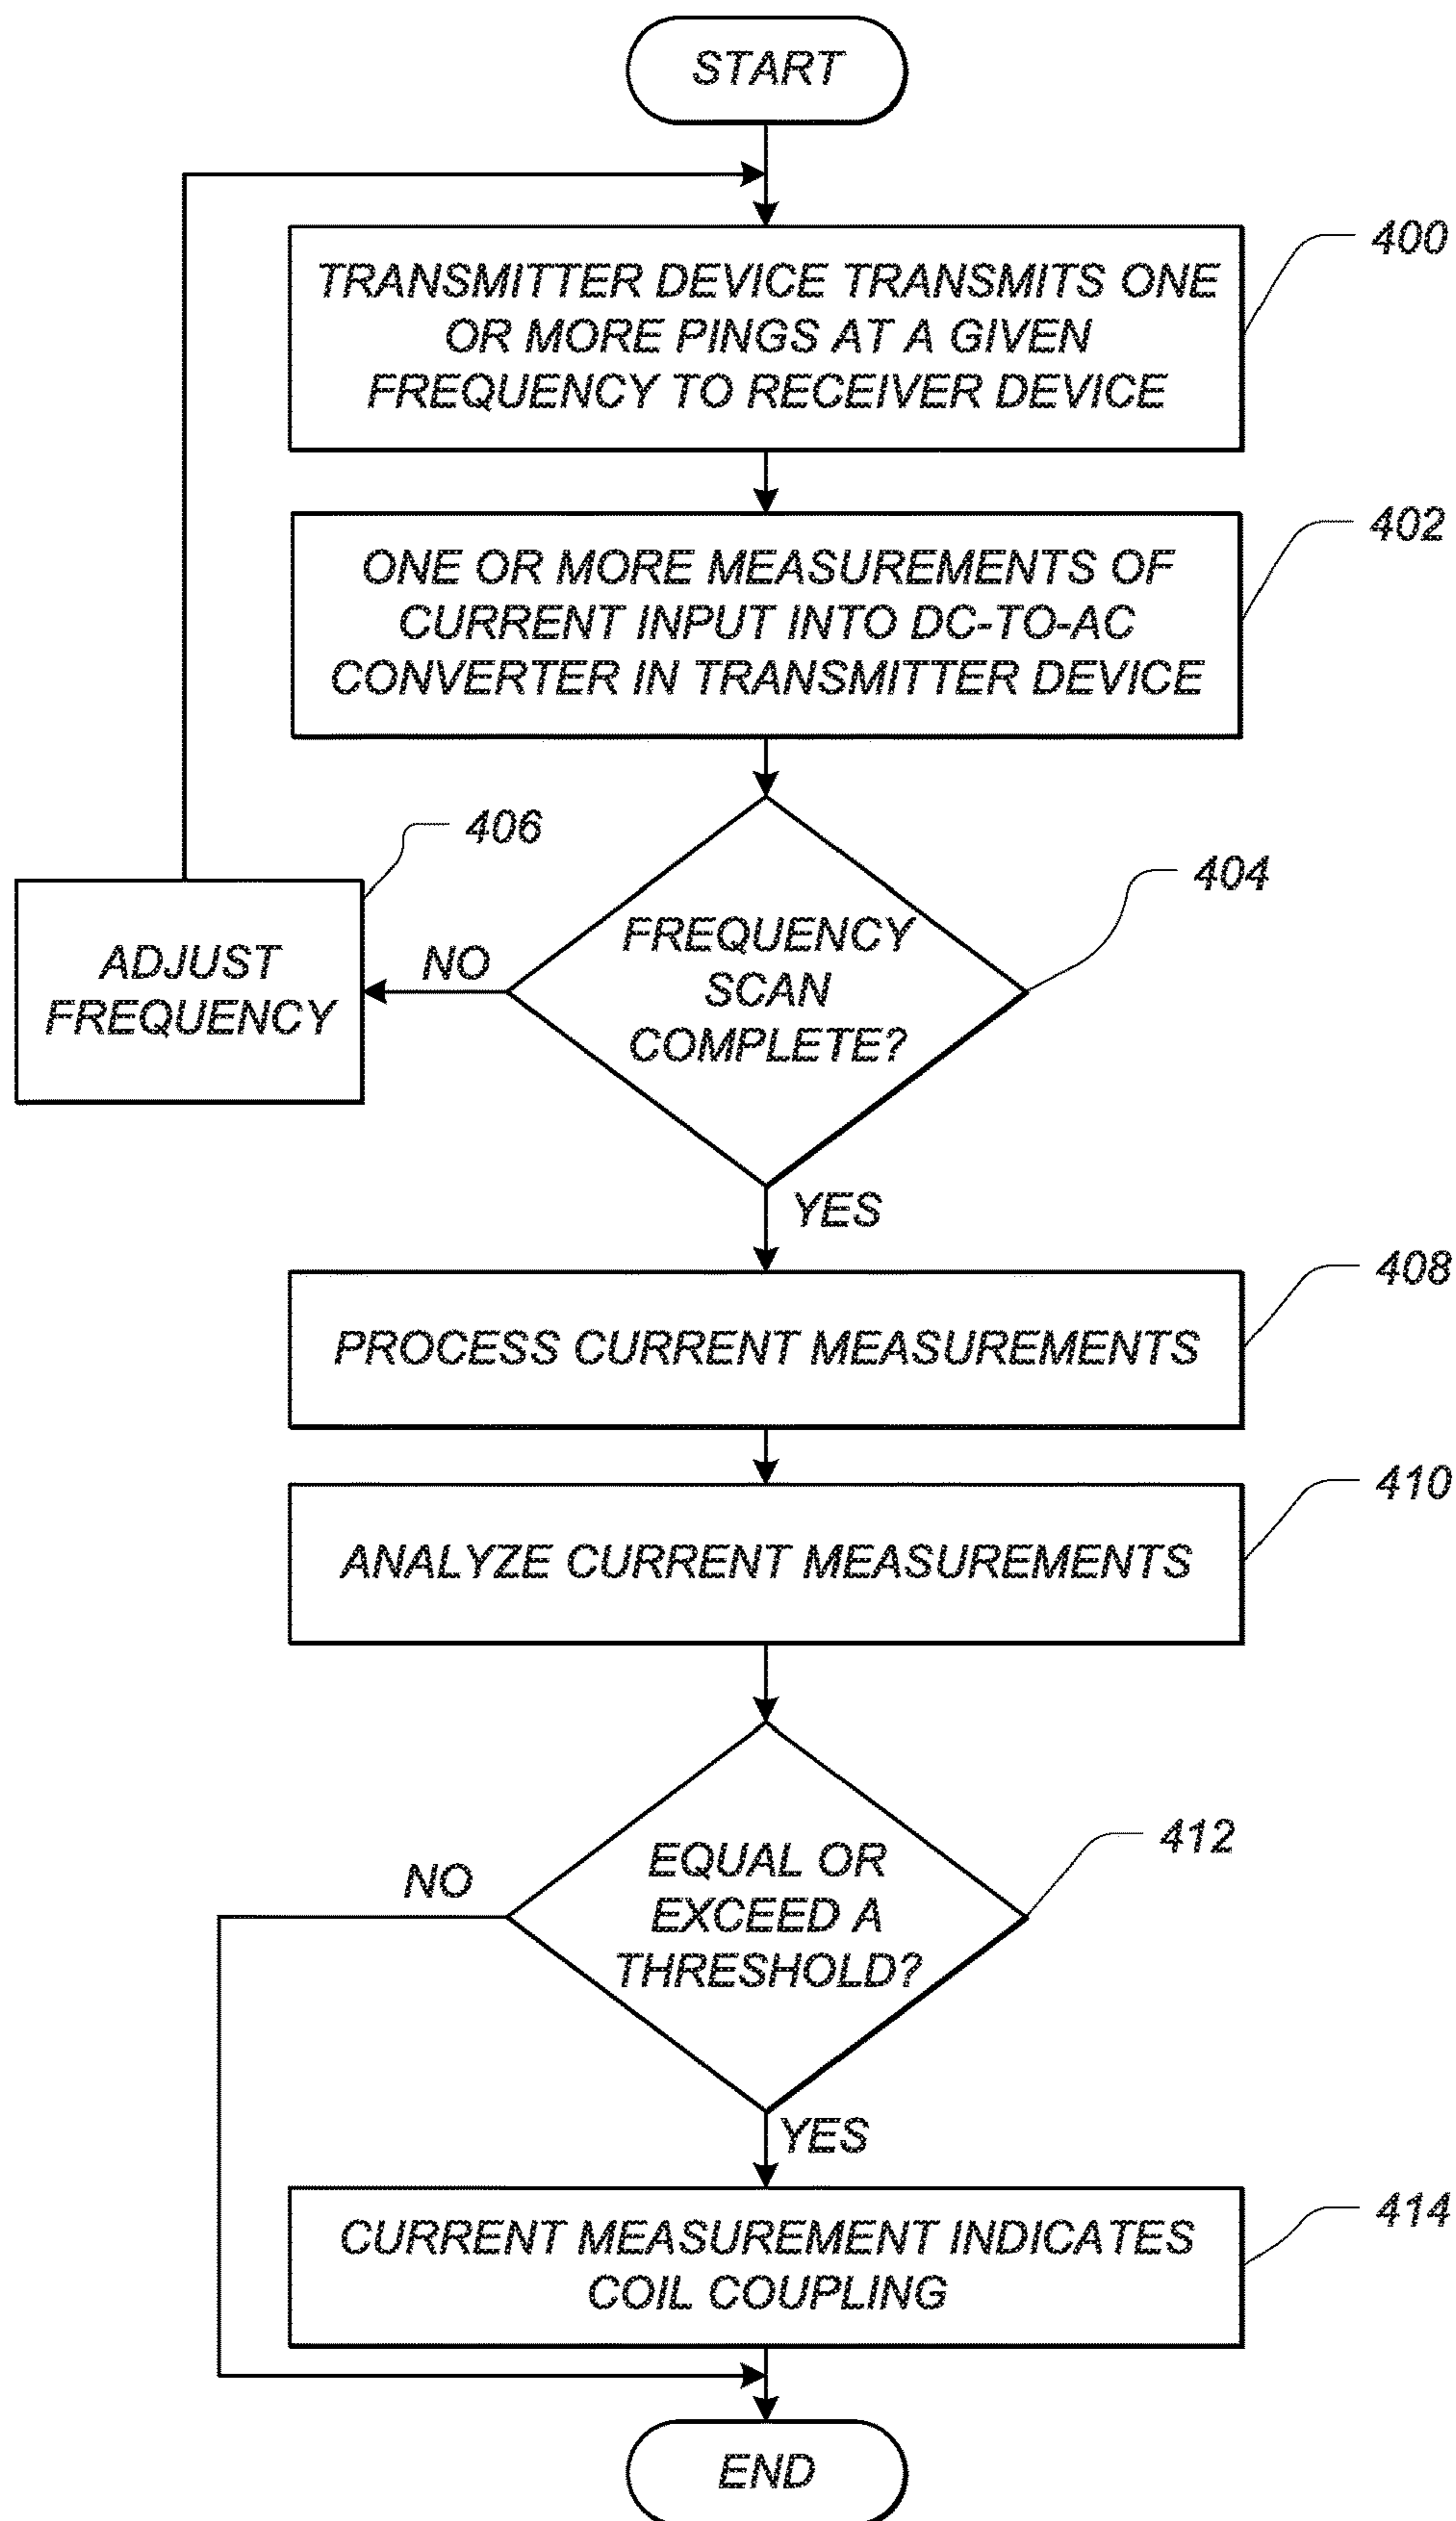 START
400
TRANSMITTER DEVICE TRANSMITS ONE
OR MORE PINGS AT A GIVEN
FREQUENCY TO RECEIVER DEVICE
402
ONE OR MORE MEASUREMENTS OF
CURRENT INPUT INTO DC-TO-AC
CONVERTER IN TRANSMITTER DEVICE
406
404
FREQUENCY
SCAN
COMPLETE?
NO
ADJUST
FREQUENCY
YES
408
PROCESS CURRENT MEASUREMENTS
410
ANALYZE CURRENT MEASUREMENTS
412
EQUAL OR
EXCEED A
THRESHOLD?
NO
YES
414
CURRENT MEASUREMENT INDICATES
COIL COUPLING
END